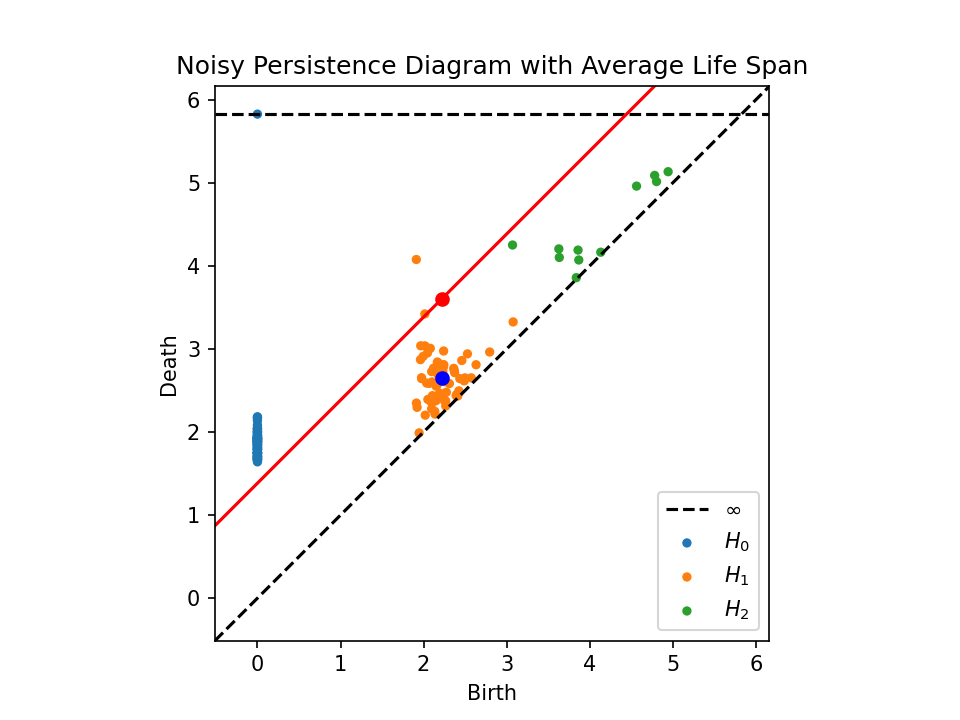 Noisy Persistence Diagram with Average Life Span
6
5
4
3
2
1
0
Death
0 1 2 3 4 5 6
Birth
∞
H₀
H₁
H₂